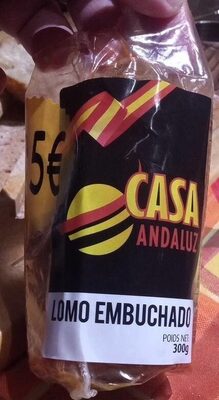 5€
CASA
ANDALUZ
LOMO EMBUCHADO
POIDS NET
300g